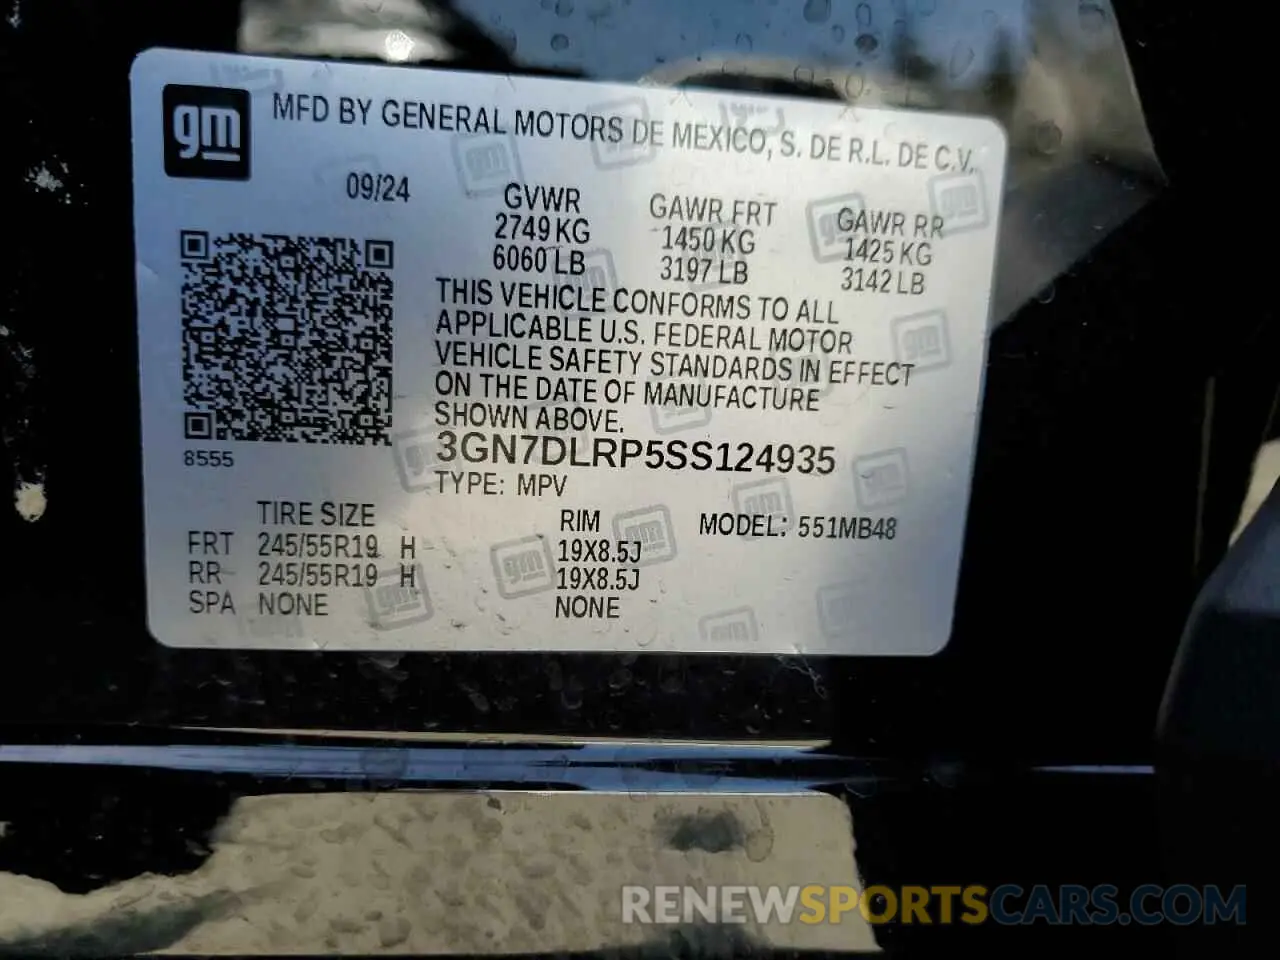 gm MFD BY GENERAL MOTORS DE MEXICO, S. DE R.L. DE C.V.
09/24
GVWR GAWR FRT GAWR RR
2749 KG 1450 KG 1425 KG
6060 LB 3197 LB 3142 LB
THIS VEHICLE CONFORMS TO ALL
APPLICABLE U.S. FEDERAL MOTOR
VEHICLE SAFETY STANDARDS IN EFFECT
ON THE DATE OF MANUFACTURE
SHOWN ABOVE.
8555
3GN7DLRP5SS124935
TYPE: MPV
TIRE SIZE RIM MODEL: 551MB48
FRT 245/55R19 H 19X8.5J
RR 245/55R19 H 19X8.5J
SPA NONE NONE
RENEWSPORTSCARS.COM